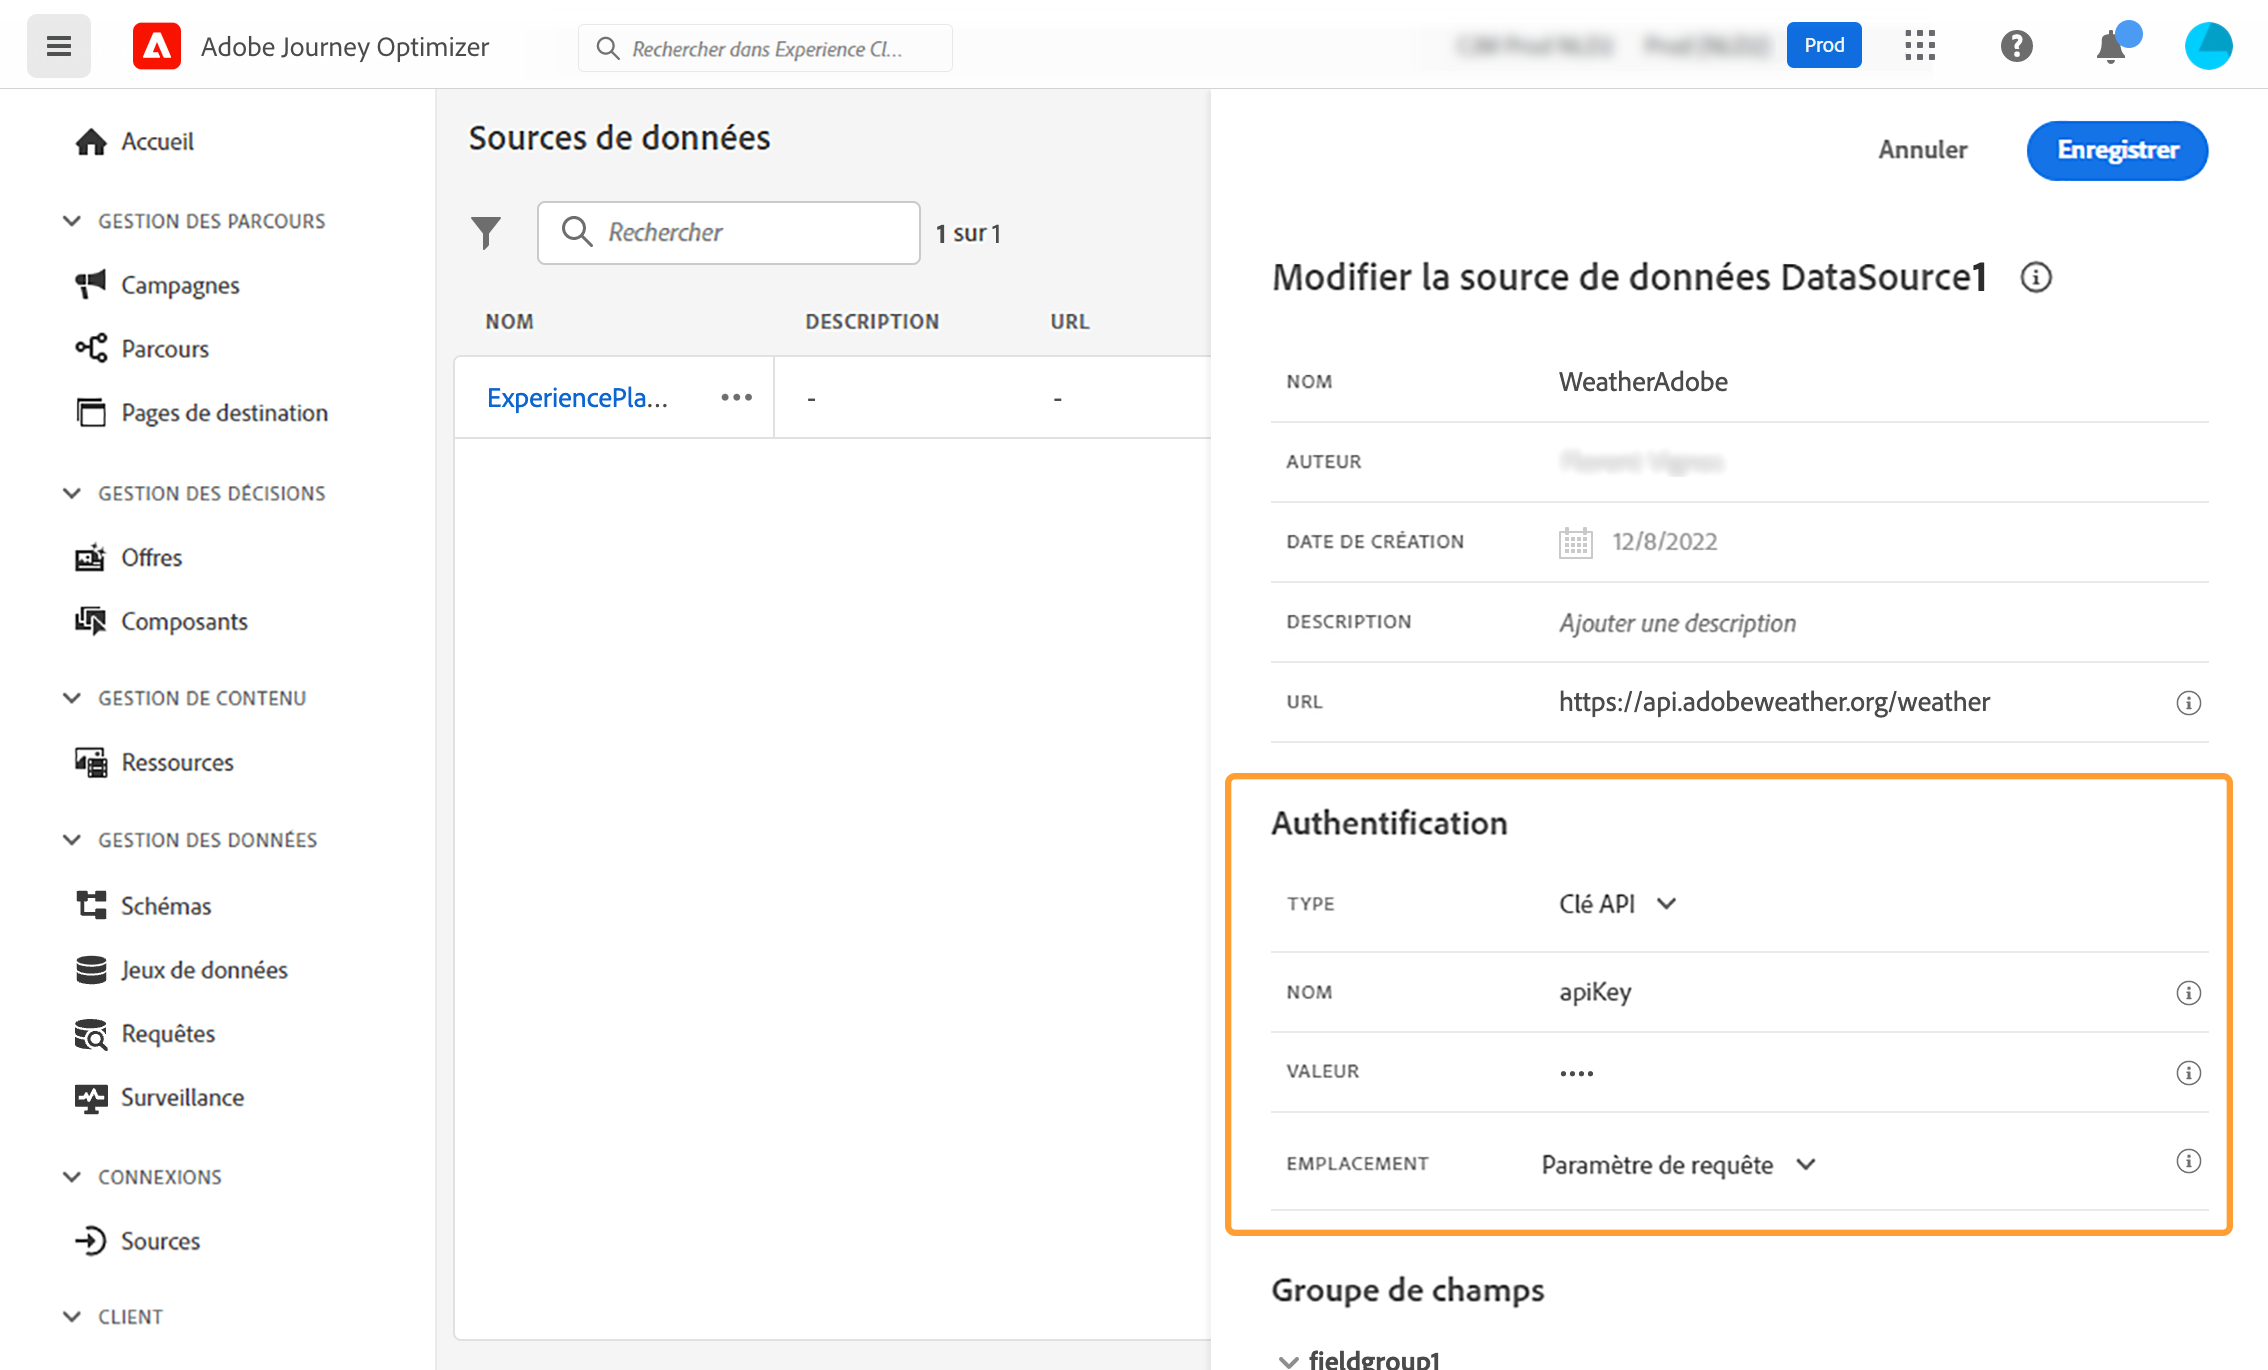 Adobe Journey Optimizer
Rechercher dans Experience Cl...
Prod
Accueil
GESTION DES PARCOURS
Campagnes
Parcours
Pages de destination
GESTION DES DÉCISIONS
Offres
Composants
GESTION DE CONTENU
Ressources
GESTION DES DONNÉES
Schémas
Jeux de données
Requêtes
Surveillance
CONNEXIONS
Sources
CLIENT
Sources de données
Rechercher
1 sur 1
NOM DESCRIPTION URL
ExperiencePla... - -
Annuler
Enregistrer
Modifier la source de données DataSource1
NOM WeatherAdobe
AUTEUR
DATE DE CRÉATION 12/8/2022
DESCRIPTION Ajouter une description
URL https://api.adobeweather.org/weather
Authentification
TYPE Clé API
NOM apiKey
VALEUR ••••
EMPLACEMENT Paramètre de requête
Groupe de champs
fieldgroup1